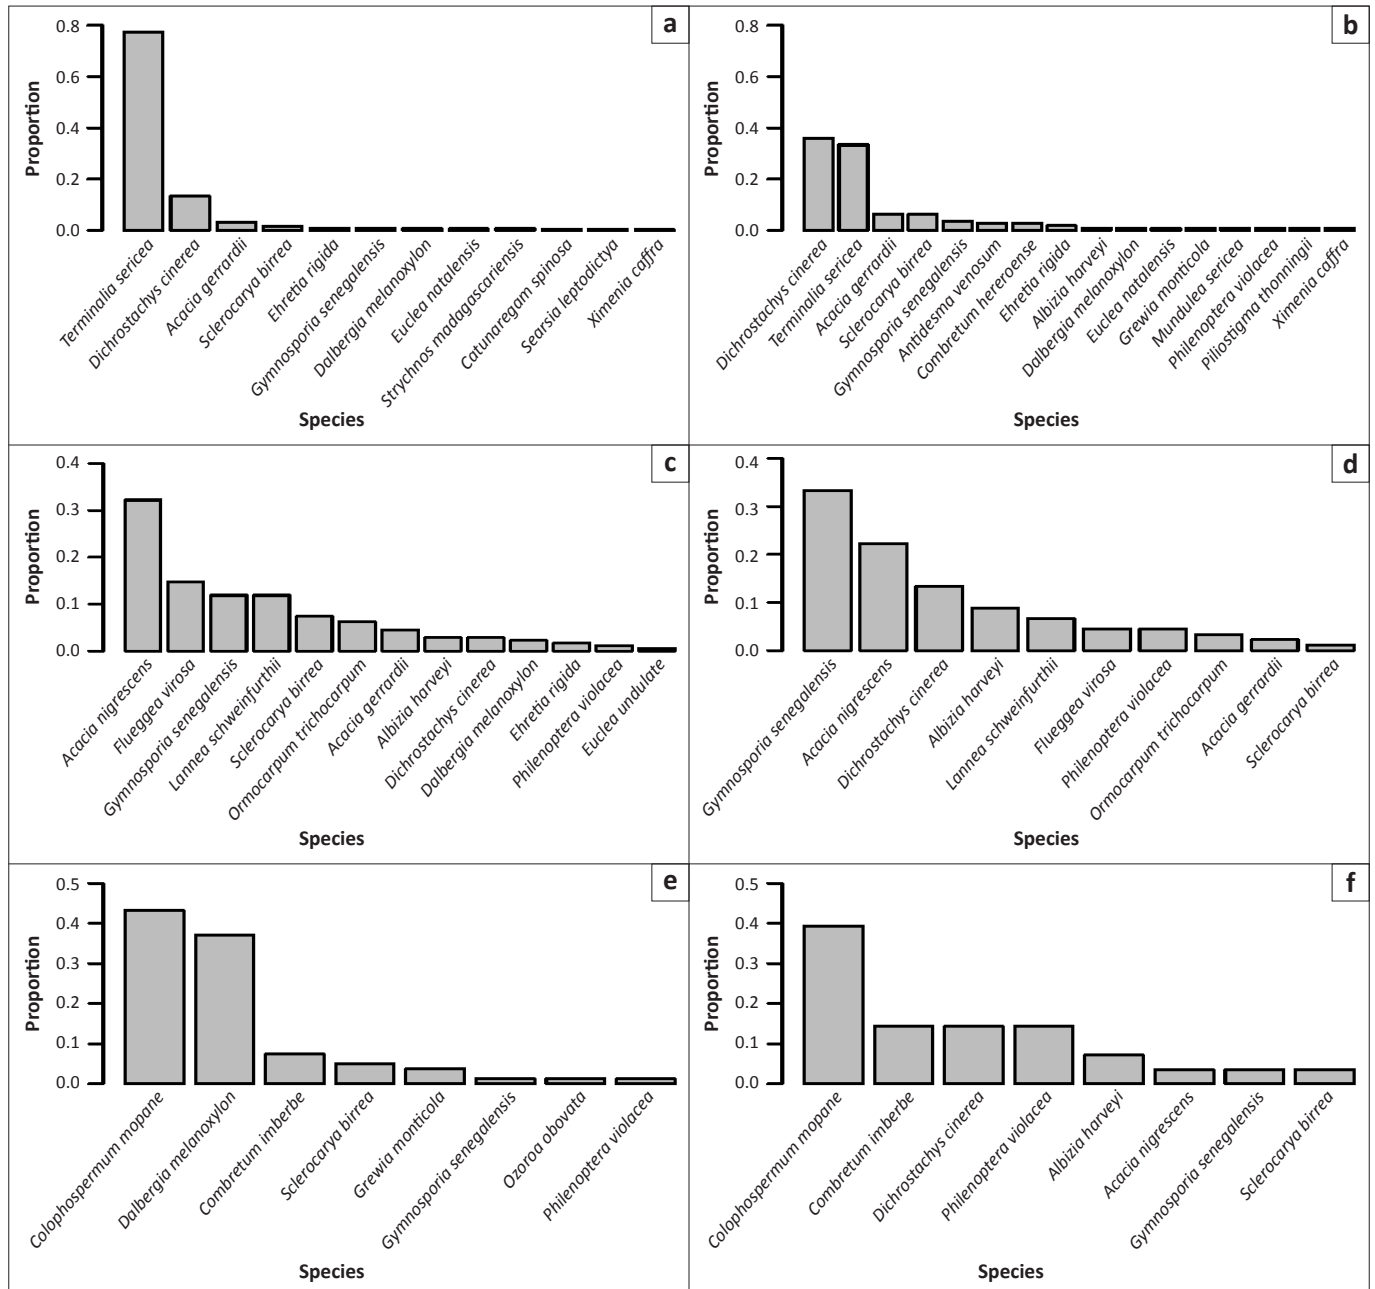 a
Proportion
0.8
0.6
0.4
0.2
0.0
Terminalia sericea
Dichrostachys cinerea
Acacia gerrardii
Sclerocarya birrea
Ehretia rigida
Gymnosporia senegalensis
Dalbergia melanoxylon
Euclea natalensis
Strychnos madagascariensis
Catunaregam spinosa
Searsia leptodictya
Ximenia caffra
Species
b
Proportion
0.8
0.6
0.4
0.2
0.0
Dichrostachys cinerea
Terminalia sericea
Acacia gerrardii
Sclerocarya birrea
Gymnosporia senegalensis
Antidesma venosum
Combretum hereroense
Ehretia rigida
Albizia harveyi
Dalbergia melanoxylon
Euclea natalensis
Grewia monticola
Mundulea sericea
Philenoptera violacea
Piliostigma thonningii
Ximenia caffra
Species
c
Proportion
0.4
0.3
0.2
0.1
0.0
Acacia nigrescens
Flueggea virosa
Gymnosporia senegalensis
Lannea schweinfurthii
Sclerocarya birrea
Ormocarpum trichocarpum
Acacia gerrardii
Albizia harveyi
Dichrostachys cinerea
Dalbergia melanoxylon
Ehretia rigida
Philenoptera violacea
Euclea undulate
Species
d
Proportion
0.4
0.3
0.2
0.1
0.0
Gymnosporia senegalensis
Acacia nigrescens
Dichrostachys cinerea
Albizia harveyi
Lannea schweinfurthii
Flueggea virosa
Philenoptera violacea
Ormocarpum trichocarpum
Acacia gerrardii
Sclerocarya birrea
Species
e
Proportion
0.5
0.4
0.3
0.2
0.1
0.0
Colophospermum mopane
Dalbergia melanoxylon
Combretum imberbe
Sclerocarya birrea
Grewia monticola
Gymnosporia senegalensis
Ozoroa obovata
Philenoptera violacea
Species
f
Proportion
0.5
0.4
0.3
0.2
0.1
0.0
Colophospermum mopane
Combretum imberbe
Dichrostachys cinerea
Philenoptera violacea
Albizia harveyi
Acacia nigrescens
Gymnosporia senegalensis
Sclerocarya birrea
Species